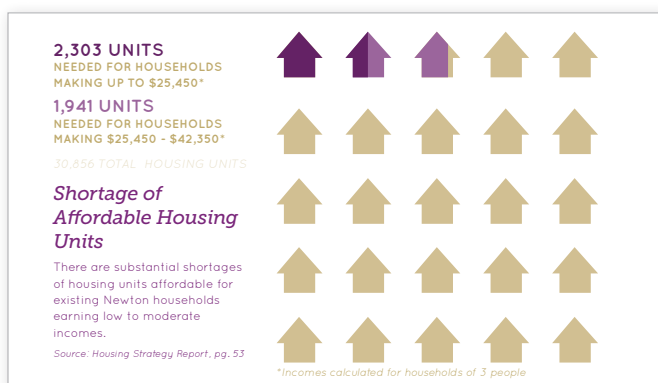 2,303 UNITS
NEEDED FOR HOUSEHOLDS
MAKING UP TO $25,450*
1,941 UNITS
NEEDED FOR HOUSEHOLDS
MAKING $25,450 - $42,350*
30,856 TOTAL HOUSING UNITS
Shortage of
Affordable Housing
Units
There are substantial shortages
of housing units affordable for
existing Newton households
earning low to moderate
incomes.
Source: Housing Strategy Report, pg. 53
*Incomes calculated for households of 3 people